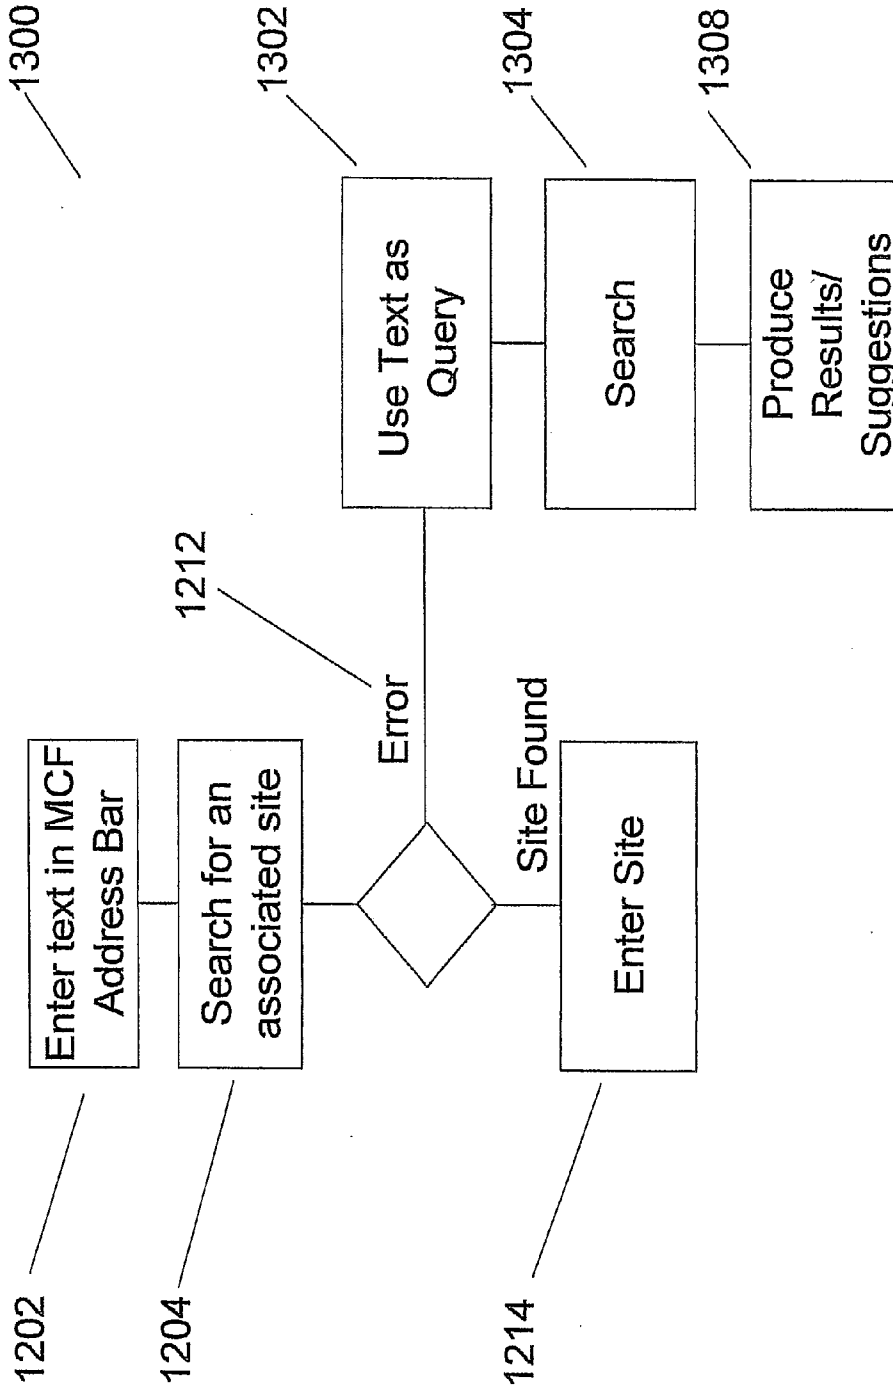 1300
1202
Enter text in MCF
Address Bar
1204
Search for an
associated site
1212
Error
1302
Use Text as
Query
1304
Search
1308
Produce
Results/
Suggestions
Site Found
1214
Enter Site